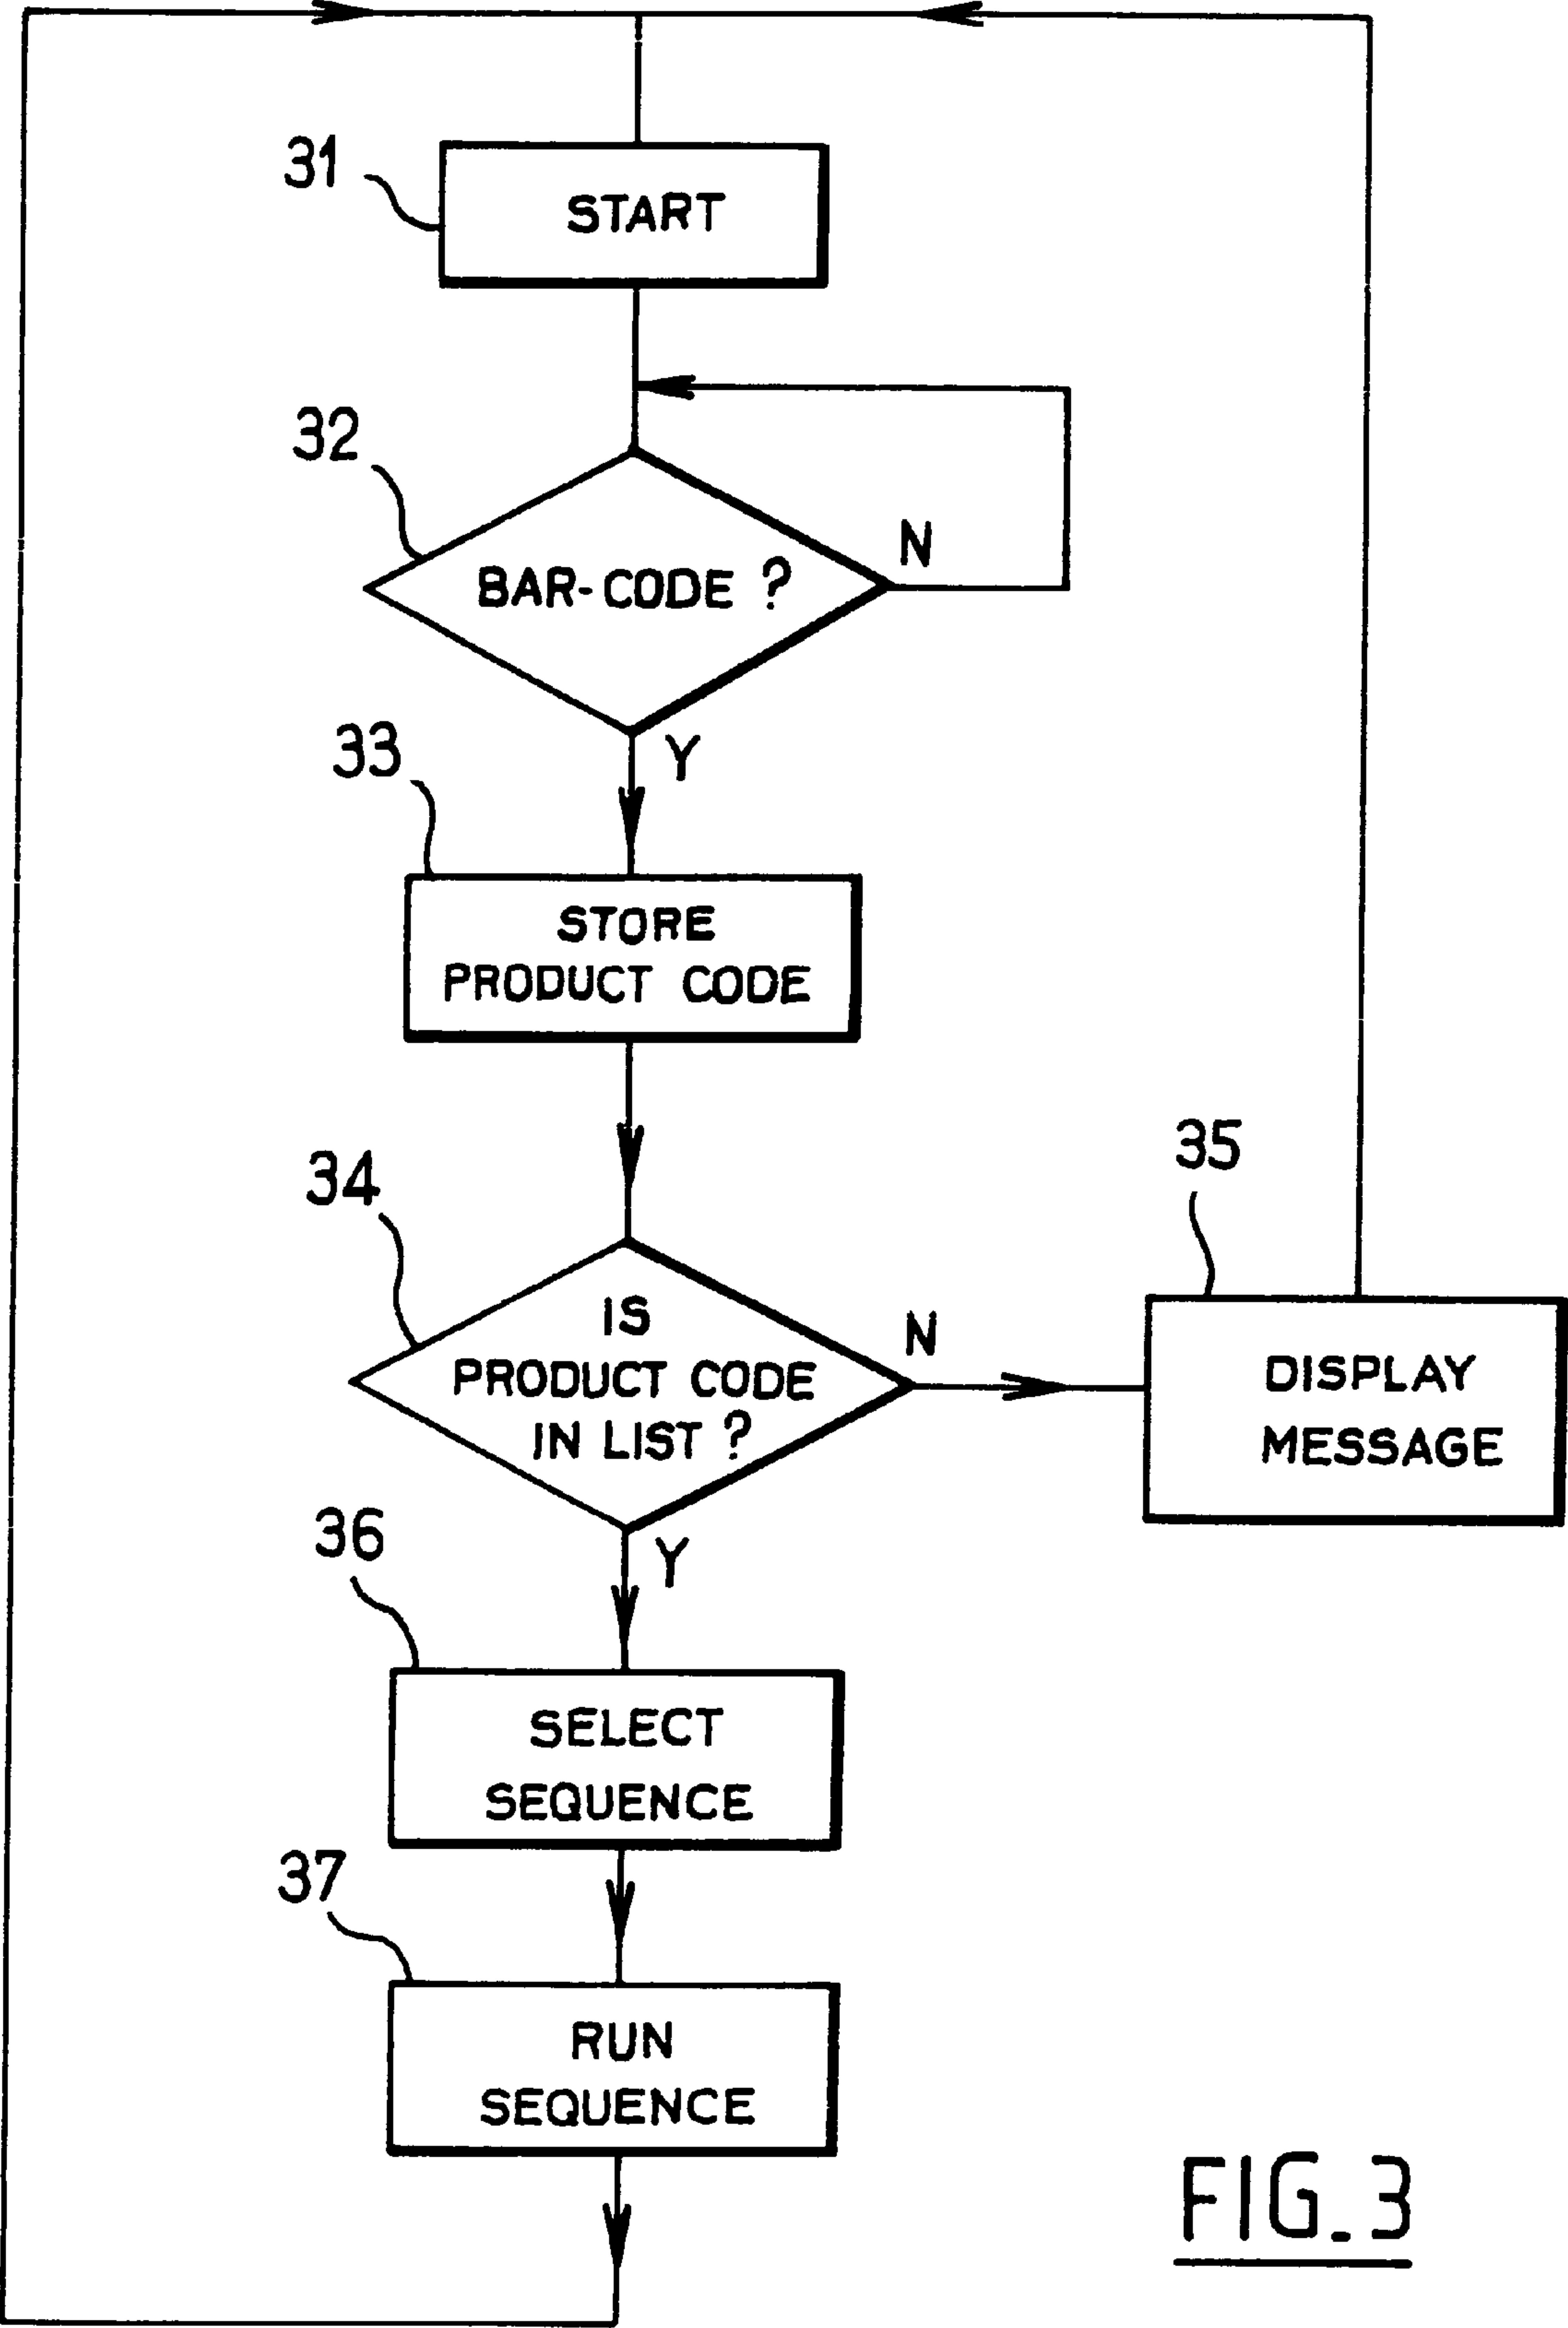 31
START
32
BAR-CODE ?
N
Y
33
STORE
PRODUCT CODE
34
IS
PRODUCT CODE
IN LIST ?
N
35
DISPLAY
MESSAGE
Y
36
SELECT
SEQUENCE
37
RUN
SEQUENCE
FIG. 3